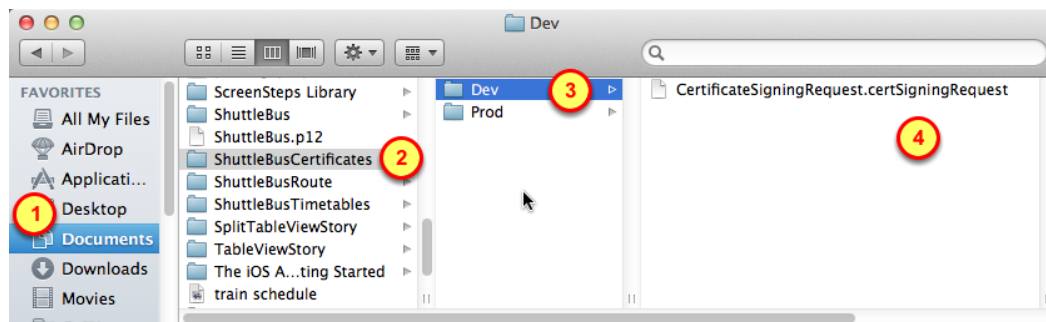 Dev
FAVORITES
All My Files
AirDrop
Applicati...
Desktop
Documents
Downloads
Movies
1
ScreenSteps Library
ShuttleBus
ShuttleBus.p12
ShuttleBusCertificates
2
ShuttleBusRoute
ShuttleBusTimetables
SplitTableViewStory
TableViewStory
The iOS A...ting Started
train schedule
Dev
3
Prod
CertificateSigningRequest.certSigningRequest
4